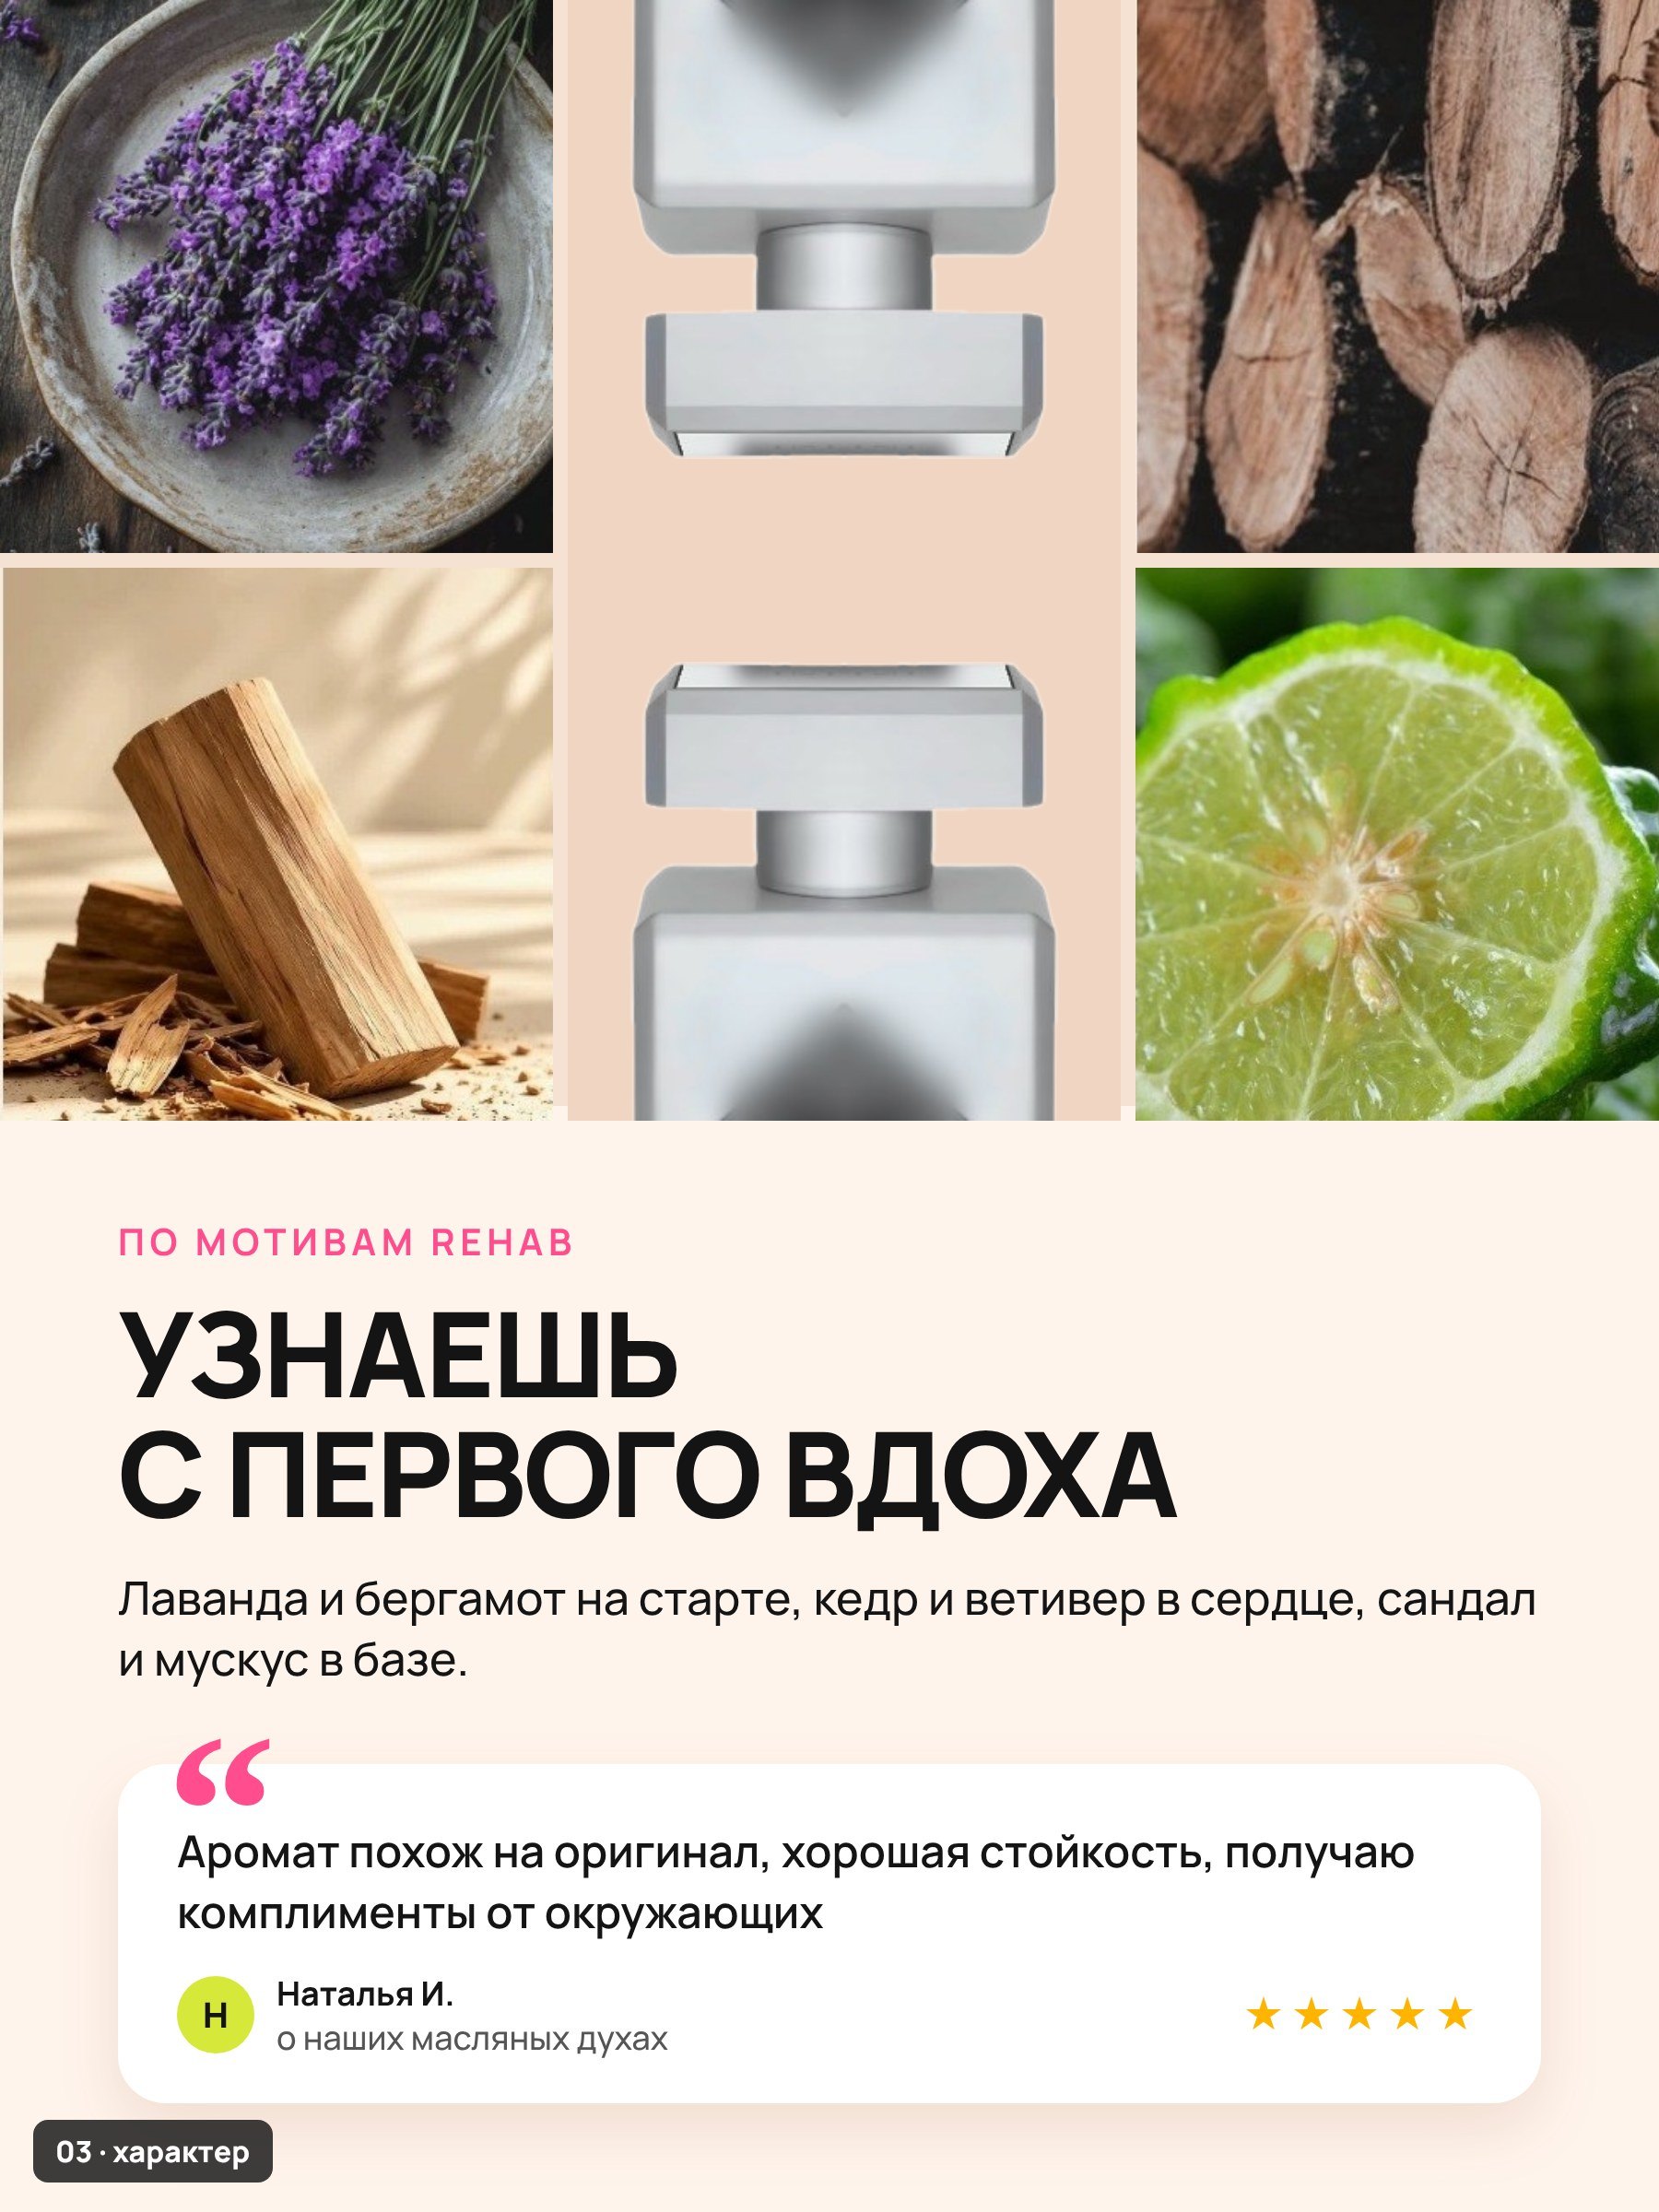 ПО МОТИВАМ REHAB
УЗНАЕШЬ
С ПЕРВОГО ВДОХА
Лаванда и бергамот на старте, кедр и ветивер в сердце, сандал
и мускус в базе.
“
Аромат похож на оригинал, хорошая стойкость, получаю
комплименты от окружающих
Н
Наталья И.
о наших масляных духах
★★★★★
03 · характер